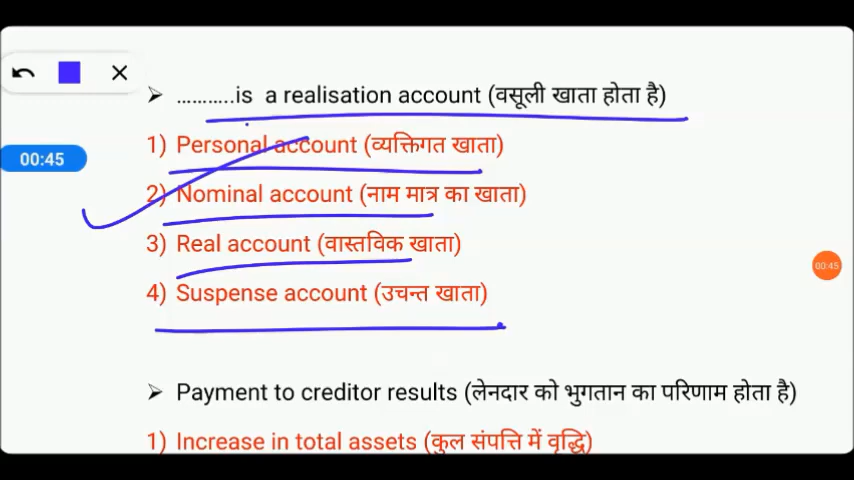 ➤ ………..is a realisation account (वसूली खाता होता है)
1) Personal account (व्यक्तिगत खाता)
00:45
2) Nominal account (नाम मात्र का खाता)
3) Real account (वास्तविक खाता)
00:45
4) Suspense account (उचन्त खाता)
➤ Payment to creditor results (लेनदार को भुगतान का परिणाम होता है)
1) Increase in total assets (कुल संपत्ति में वृद्धि)